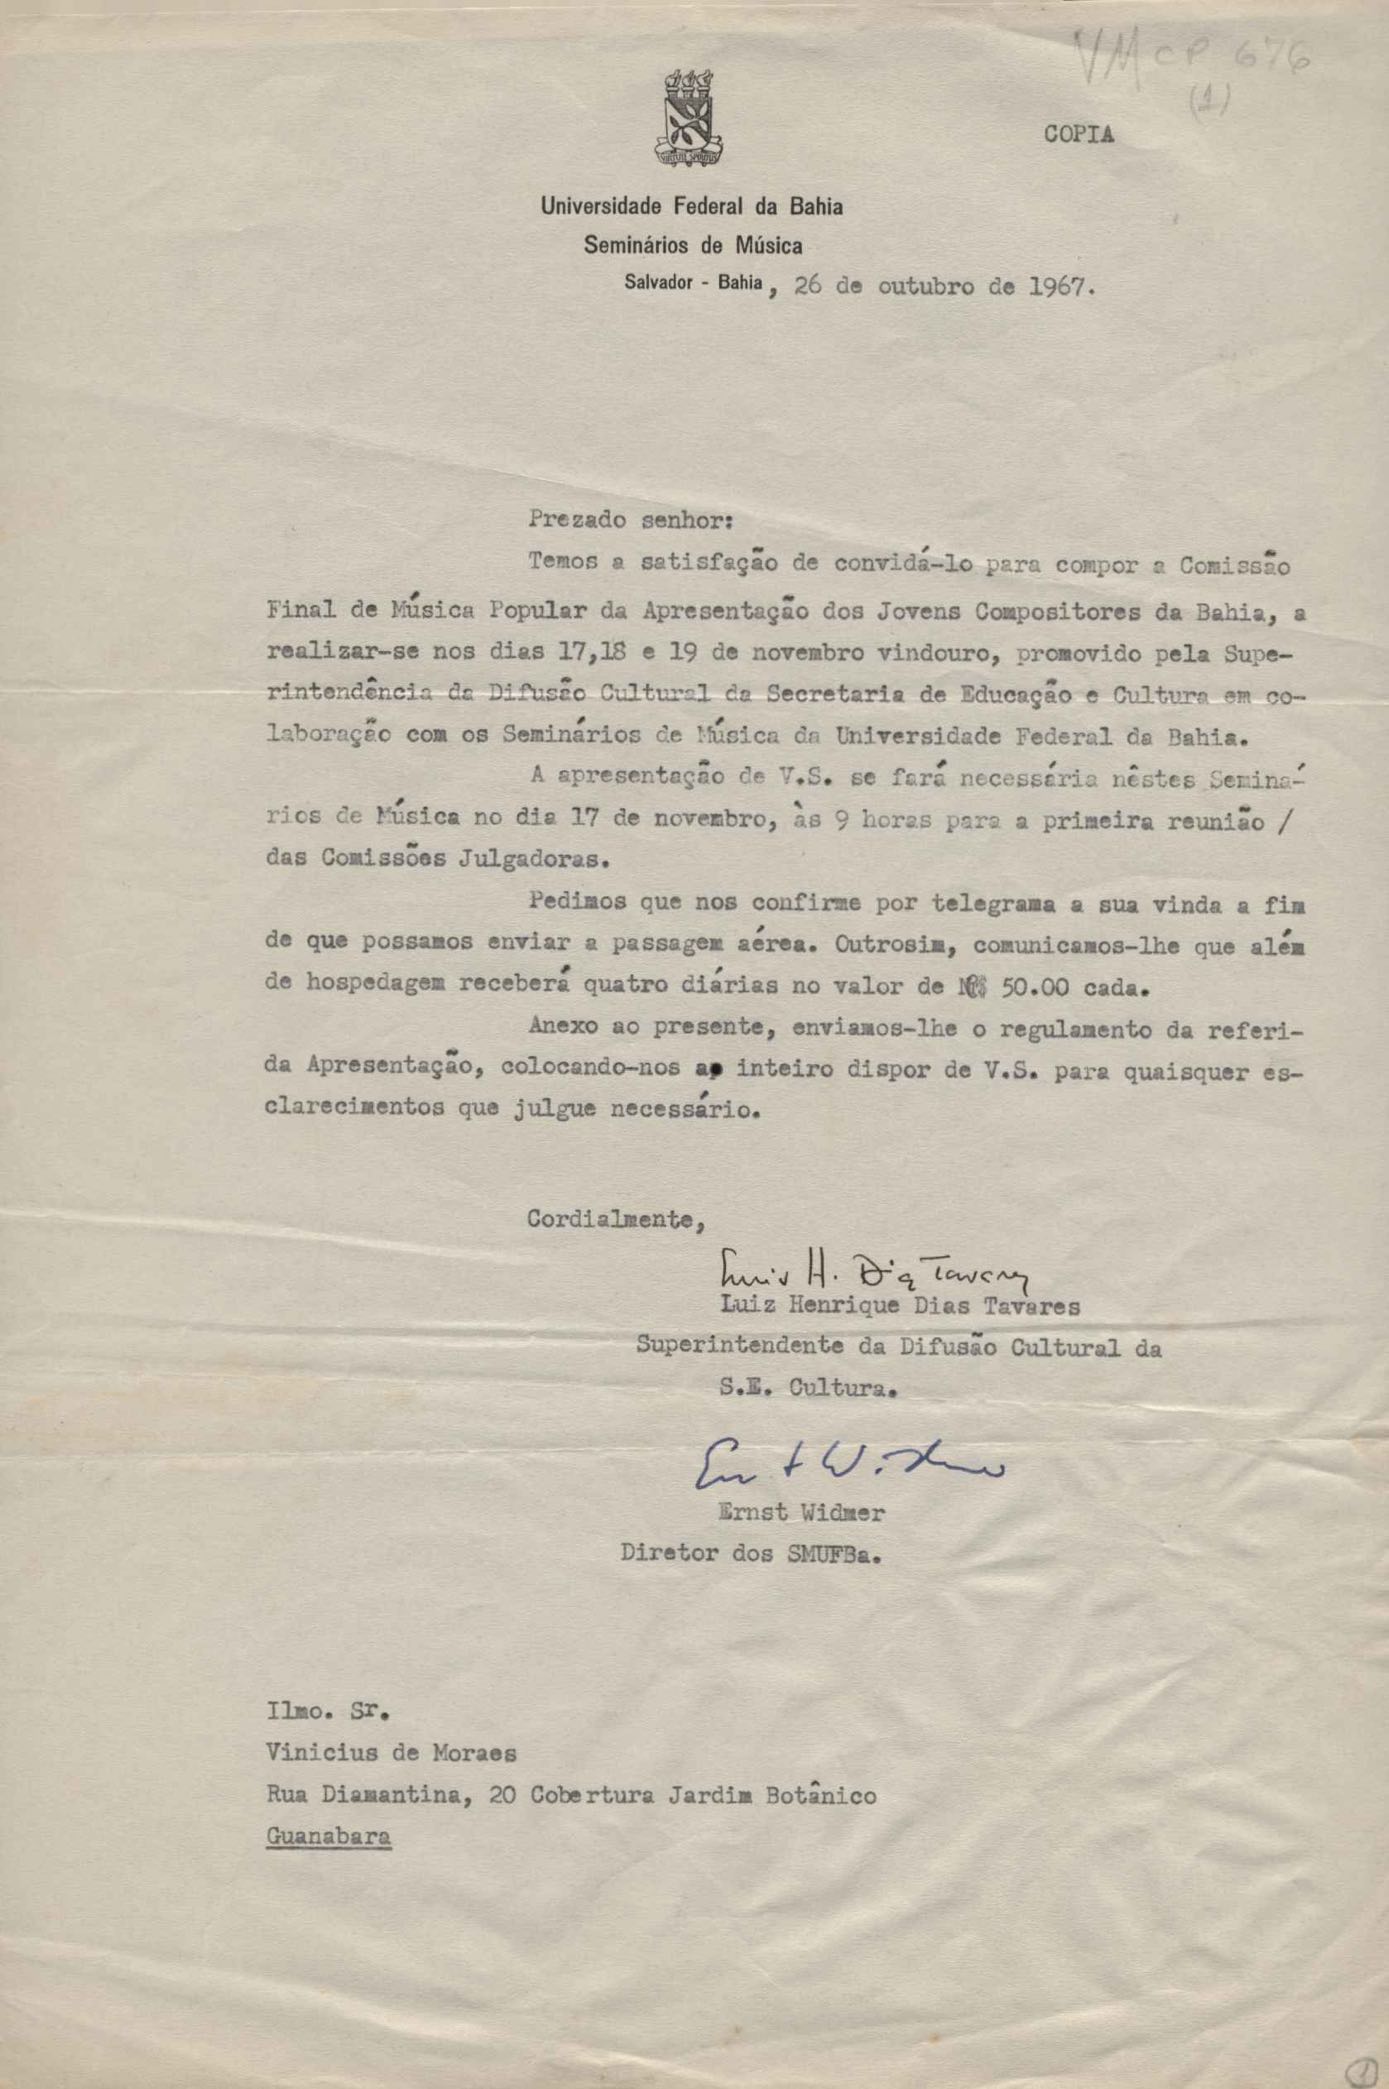 VMCP 676
(1)
COPIA
VIRTUTE SPIRITUS
Universidade Federal da Bahia
Seminários de Música
Salvador - Bahia, 26 de outubro de 1967.
Prezado senhor:
Temos a satisfação de convidá-lo para compor a Comissão
Final de Música Popular da Apresentação dos Jovens Compositores da Bahia, a
realizar-se nos dias 17,18 e 19 de novembro vindouro, promovido pela Supe-
rintendência da Difusão Cultural da Secretaria de Educação e Cultura em co-
laboração com os Seminários de Música da Universidade Federal da Bahia.
A apresentação de V.S. se fará necessária nêstes Seminá-
rios de Música no dia 17 de novembro, às 9 horas para a primeira reunião /
das Comissões Julgadoras.
Pedimos que nos confirme por telegrama a sua vinda a fim
de que possamos enviar a passagem aérea. Outrosim, comunicamos-lhe que além
de hospedagem receberá quatro diárias no valor de NCr$ 50.00 cada.
Anexo ao presente, enviamos-lhe o regulamento da referi-
da Apresentação, colocando-nos ao inteiro dispor de V.S. para quaisquer es-
clarecimentos que julgue necessário.
Cordialmente,
Luis H. Dias Tavares
Luiz Henrique Dias Tavares
Superintendente da Difusão Cultural da
S.E. Cultura.
Ernst Widmer
Ernst Widmer
Diretor dos SMUFBa.
Ilmo. Sr.
Vinicius de Moraes
Rua Diamantina, 20 Cobertura Jardim Botânico
Guanabara
1